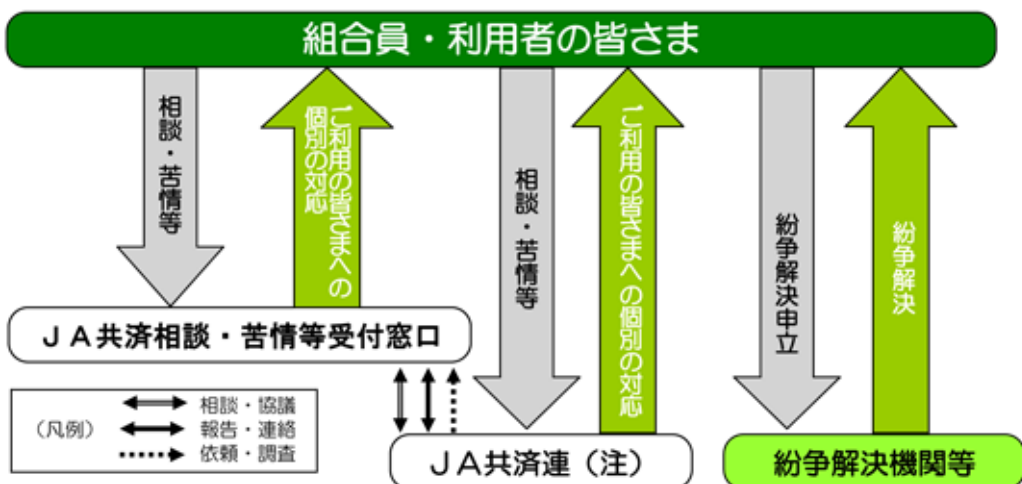 組合員・利用者の皆さま
相談・苦情等
ご利用の皆さまへの
個別の対応
相談・苦情等
ご利用の皆さまへの個別の対応
紛争解決申立
紛争解決
ＪＡ共済相談・苦情等受付窓口
（凡例）
相談・協議
報告・連絡
依頼・調査
ＪＡ共済連（注）
紛争解決機関等